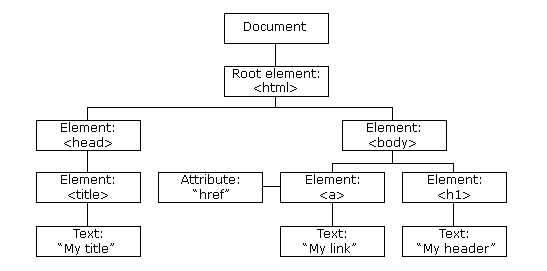 Document
Root element:
<html>
Element:
<head>
Element:
<body>
Element:
<title>
Attribute:
“href”
Element:
<a>
Element:
<h1>
Text:
“My title”
Text:
“My link”
Text:
“My header”